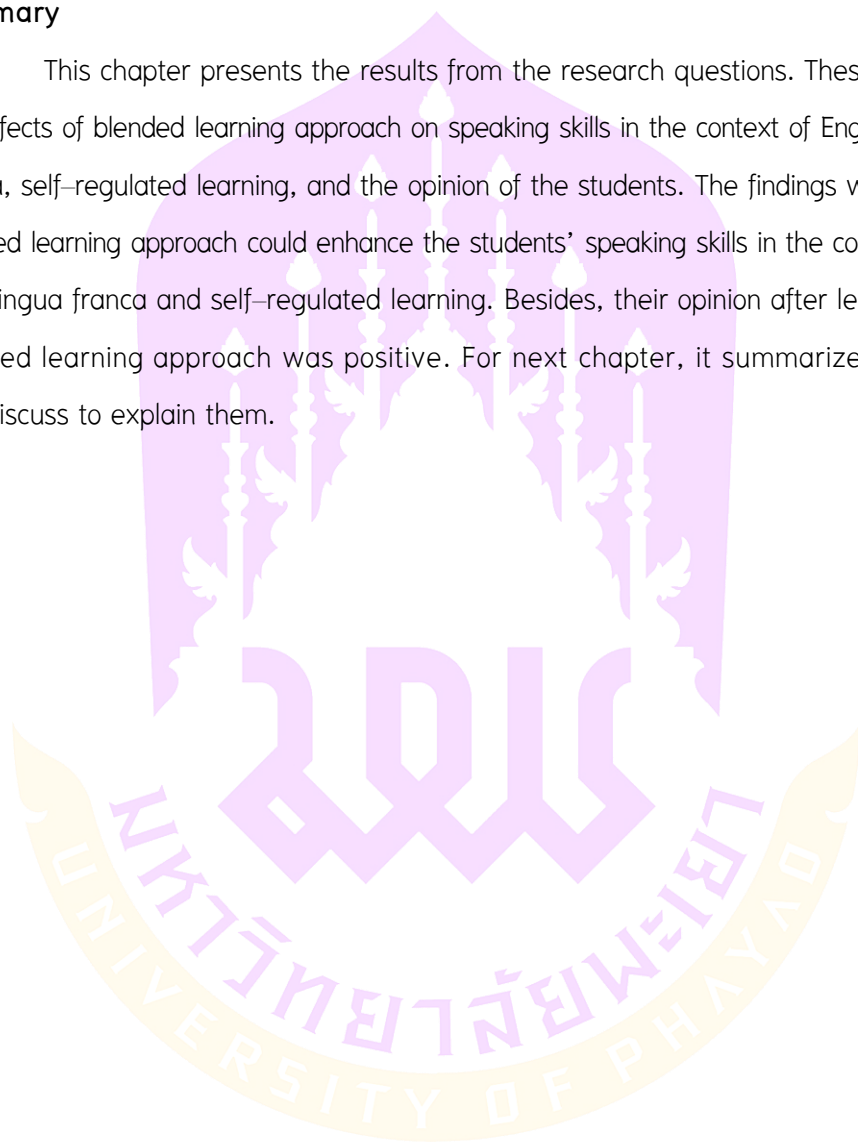 mary
This chapter presents the results from the research questions. Thes
fects of blended learning approach on speaking skills in the context of Eng
a, self–regulated learning, and the opinion of the students. The findings w
ed learning approach could enhance the students’ speaking skills in the co
lingua franca and self–regulated learning. Besides, their opinion after le
ed learning approach was positive. For next chapter, it summarize
iscuss to explain them.
มหาวิทยาลัยพะเยา
UNIVERSITY OF PHAYAO